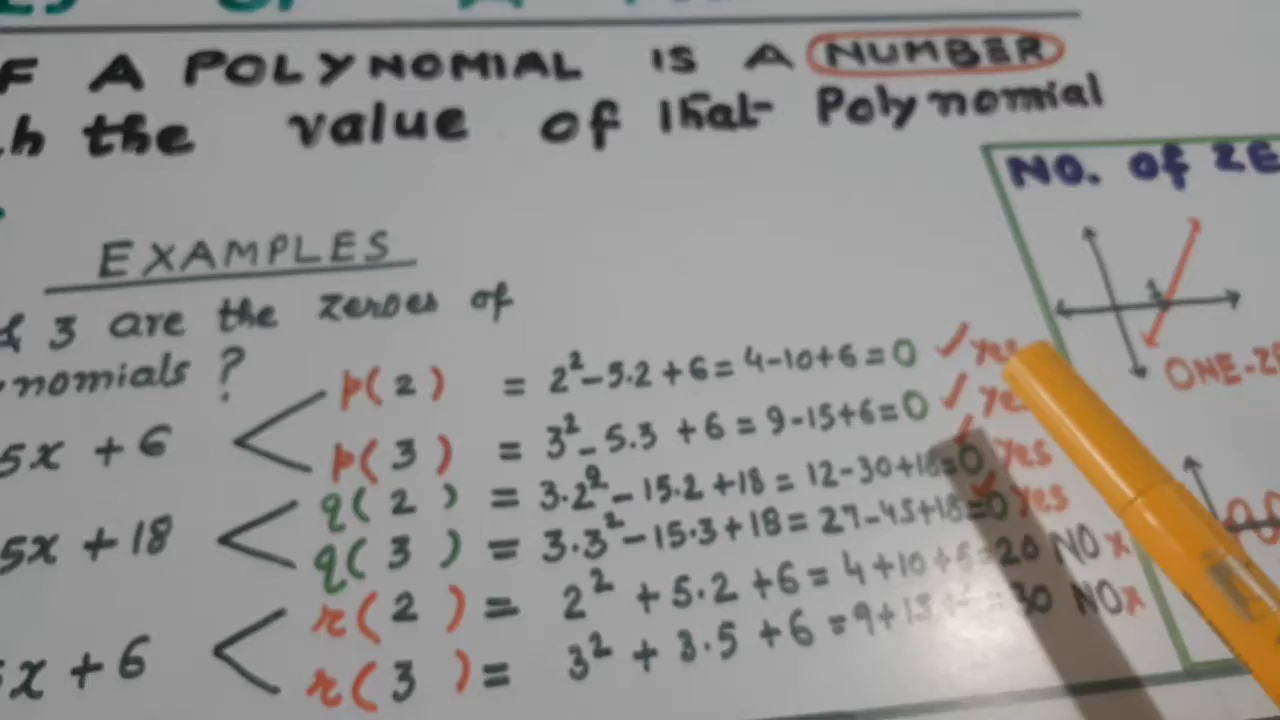 F A POLYNOMIAL IS A NUMBER
h the value of that Polynomial
NO. of ZE
EXAMPLES
3 are the zeroes of
nomials ?
ONE-Z
5x + 6
p(2) = 2² - 5.2 + 6 = 4-10+6 = 0 ✓ yes
p(3) = 3² - 5.3 + 6 = 9-15+6 = 0 ✓ ye
5x + 18
q(2) = 3.2² - 15.2 + 18 = 12-30+18 = 0 ✓ yes
q(3) = 3.3² - 15.3 + 18 = 27-45+18 = 0 ✓ yes
x + 6
r(2) = 2² + 5.2 + 6 = 4+10+6 = 20 NO x
r(3) = 3² + 3.5 + 6 = 9+15+6 = 30 NO x